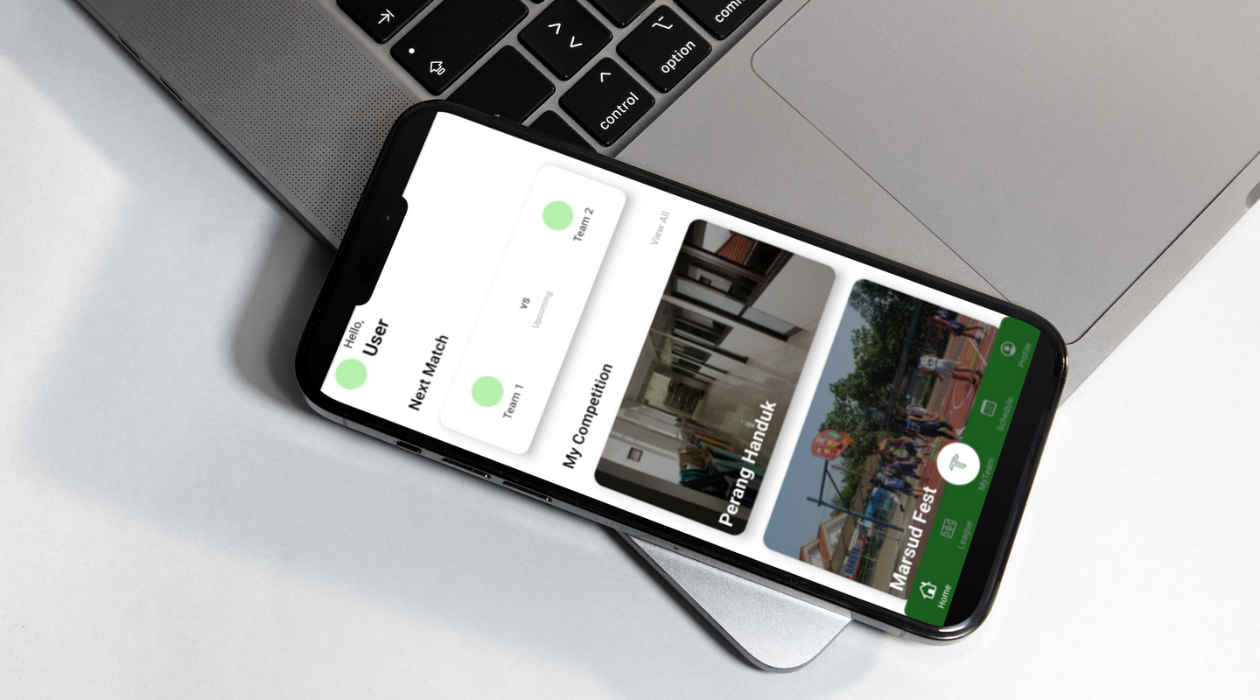 Hello,
User
Next Match
Team 1
vs
Upcoming
Team 2
My Competition
View All
Perang Handuk
Marsud Fest
Home
League
MyTeam
Schedule
Profile
control
option